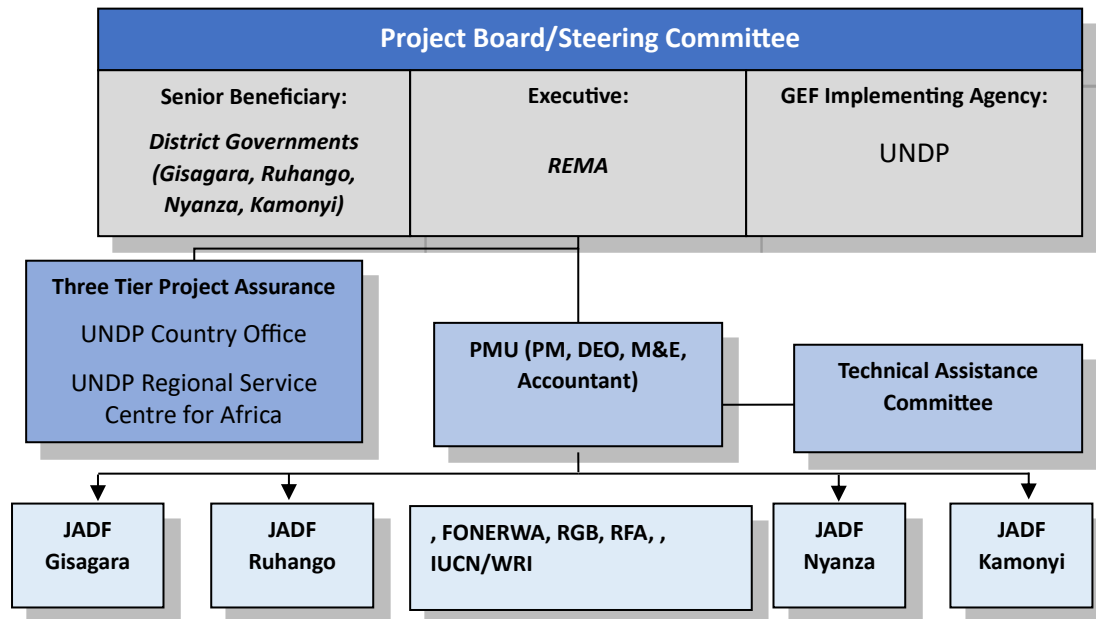 Project Board/Steering Committee
Senior Beneficiary:
District Governments
(Gisagara, Ruhango,
Nyanza, Kamonyi)
Executive:
REMA
GEF Implementing Agency:
UNDP
Three Tier Project Assurance
UNDP Country Office
UNDP Regional Service
Centre for Africa
PMU (PM, DEO, M&E,
Accountant)
Technical Assistance
Committee
JADF
Gisagara
JADF
Ruhango
, FONERWA, RGB, RFA, ,
IUCN/WRI
JADF
Nyanza
JADF
Kamonyi